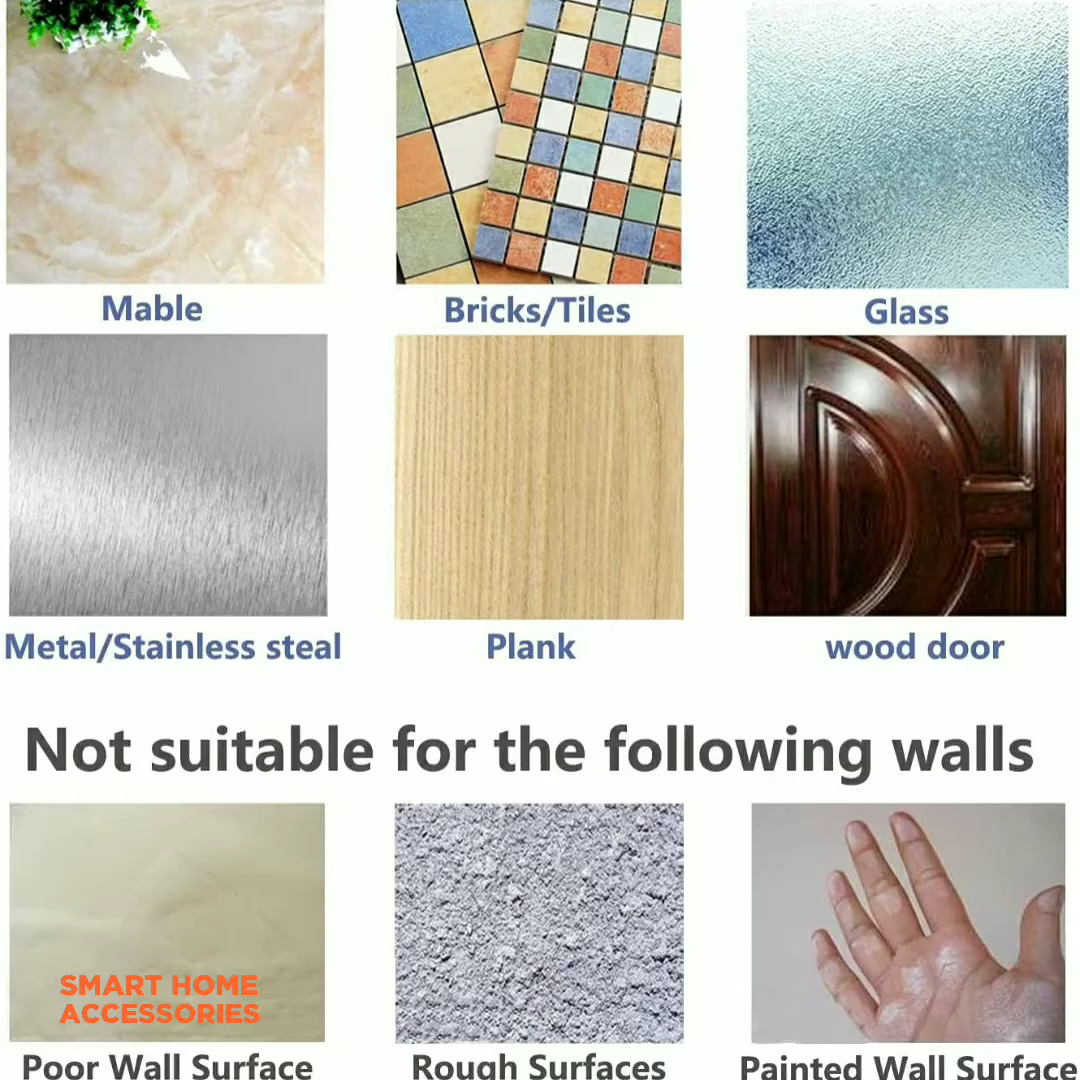 Mable
Bricks/Tiles
Glass
Metal/Stainless steal
Plank
wood door
Not suitable for the following walls
SMART HOME
ACCESSORIES
Poor Wall Surface
Rough Surfaces
Painted Wall Surface